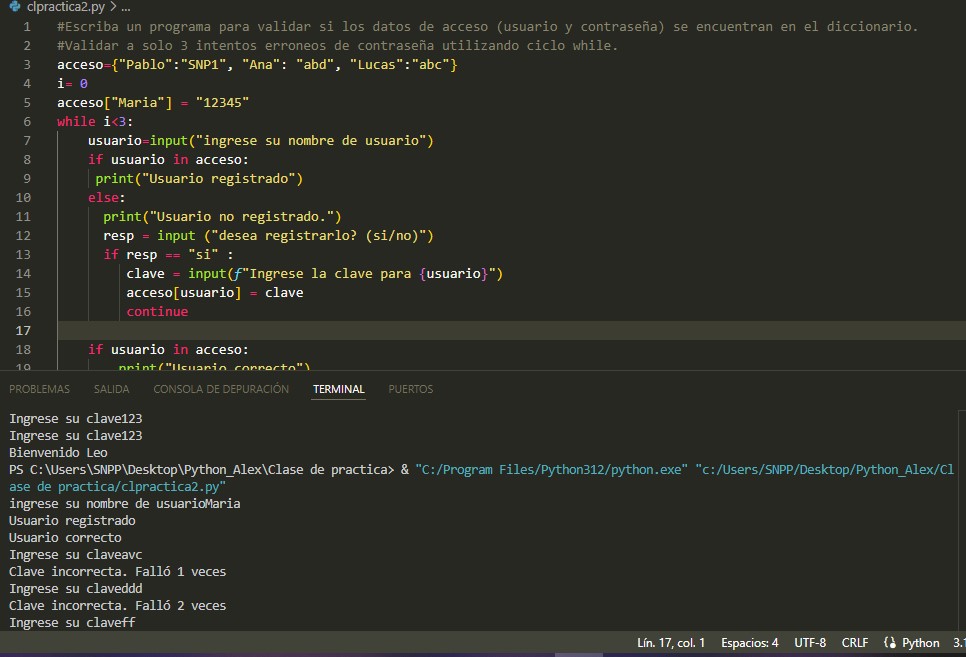 clpractica2.py > ...
1 #Escriba un programa para validar si los datos de acceso (usuario y contraseña) se encuentran en el diccionario.
2 #Validar a solo 3 intentos erroneos de contraseña utilizando ciclo while.
3 acceso={"Pablo":"SNP1", "Ana": "abd", "Lucas":"abc"}
4 i= 0
5 acceso["Maria"] = "12345"
6 while i<3:
7 usuario=input("ingrese su nombre de usuario")
8 if usuario in acceso:
9 print("Usuario registrado")
10 else:
11 print("Usuario no registrado.")
12 resp = input ("desea registrarlo? (si/no)")
13 if resp == "si" :
14 clave = input(f"Ingrese la clave para {usuario}")
15 acceso[usuario] = clave
16 continue
17
18 if usuario in acceso:
19 print("Usuario correcto")
PROBLEMAS SALIDA CONSOLA DE DEPURACIÓN TERMINAL PUERTOS
Ingrese su clave123
Ingrese su clave123
Bienvenido Leo
PS C:\Users\SNPP\Desktop\Python_Alex\Clase de practica> & "C:/Program Files/Python312/python.exe" "c:/Users/SNPP/Desktop/Python_Alex/Cl
ase de practica/clpractica2.py"
ingrese su nombre de usuarioMaria
Usuario registrado
Usuario correcto
Ingrese su claveavc
Clave incorrecta. Falló 1 veces
Ingrese su claveddd
Clave incorrecta. Falló 2 veces
Ingrese su claveff
Lín. 17, col. 1 Espacios: 4 UTF-8 CRLF Python 3.1